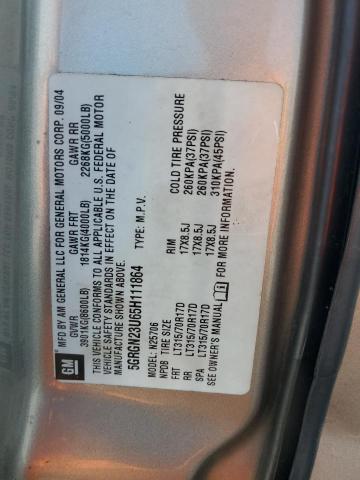 GM
MFD BY AM GENERAL LLC FOR GENERAL MOTORS CORP. 09/04
GVWR GAWR FRT GAWR RR
3901KG(8600LB) 1814KG(4000LB) 2268KG(5000LB)
THIS VEHICLE CONFORMS TO ALL APPLICABLE U.S. FEDERAL MOTOR
VEHICLE SAFETY STANDARDS IN EFFECT ON THE DATE OF
MANUFACTURE SHOWN ABOVE.
5GRGN23U65H111864 TYPE: M.P.V.
MODEL: N25706
NPDB TIRE SIZE RIM COLD TIRE PRESSURE
FRT LT315/70R17D 17X8.5J 260KPA(37PSI)
RR LT315/70R17D 17X8.5J 260KPA(37PSI)
SPA LT315/70R17D 17X8.5J 310KPA(45PSI)
SEE OWNER'S MANUAL FOR MORE INFORMATION.